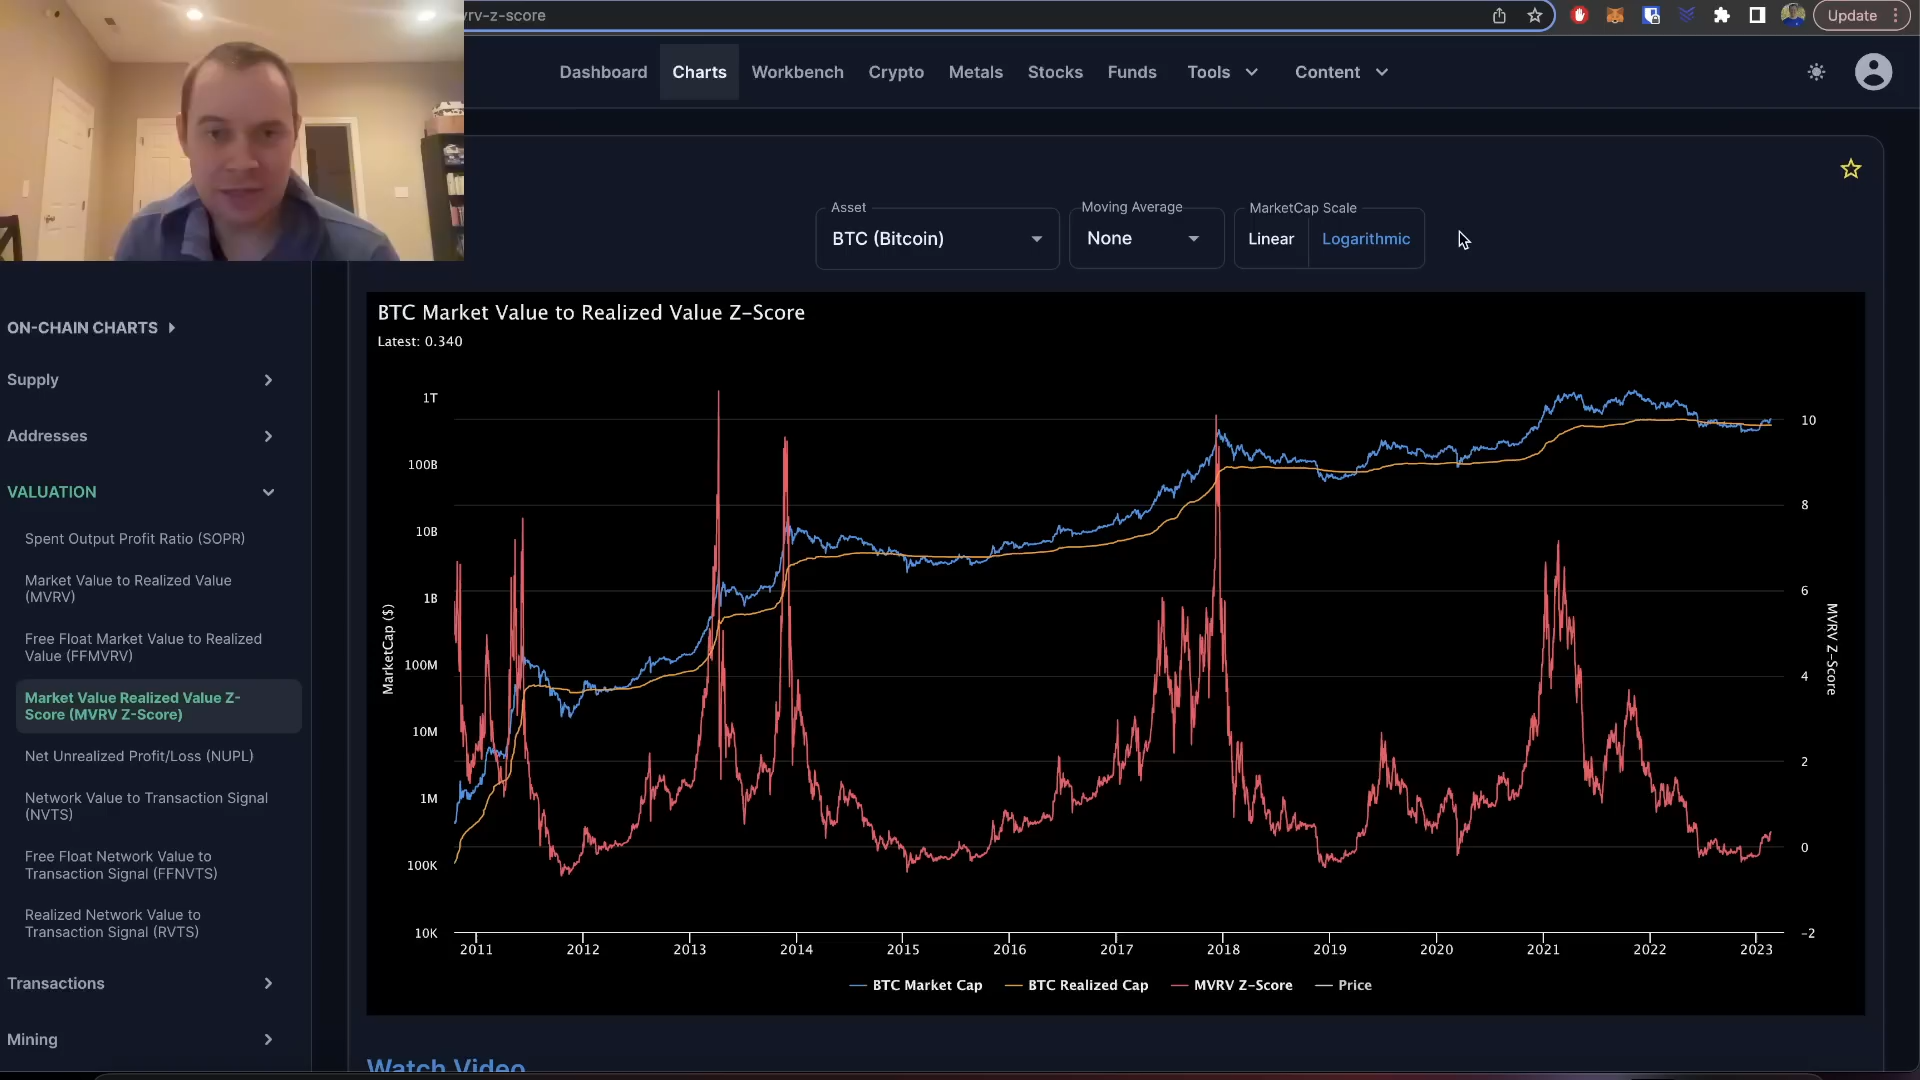 rv-z-score
Update
Dashboard
Charts
Workbench
Crypto
Metals
Stocks
Funds
Tools
Content
Asset
BTC (Bitcoin)
Moving Average
None
MarketCap Scale
Linear
Logarithmic
ON-CHAIN CHARTS
Supply
Addresses
VALUATION
Spent Output Profit Ratio (SOPR)
Market Value to Realized Value
(MVRV)
Free Float Market Value to Realized
Value (FFMVRV)
Market Value Realized Value Z-
Score (MVRV Z-Score)
Net Unrealized Profit/Loss (NUPL)
Network Value to Transaction Signal
(NVTS)
Free Float Network Value to
Transaction Signal (FFNVTS)
Realized Network Value to
Transaction Signal (RVTS)
Transactions
Mining
BTC Market Value to Realized Value Z-Score
Latest: 0.340
1T
100B
10B
1B
100M
10M
1M
100K
10K
MarketCap ($)
10
8
6
4
2
0
-2
MVRV Z-Score
2011
2012
2013
2014
2015
2016
2017
2018
2019
2020
2021
2022
2023
BTC Market Cap
BTC Realized Cap
MVRV Z-Score
Price
Watch Video